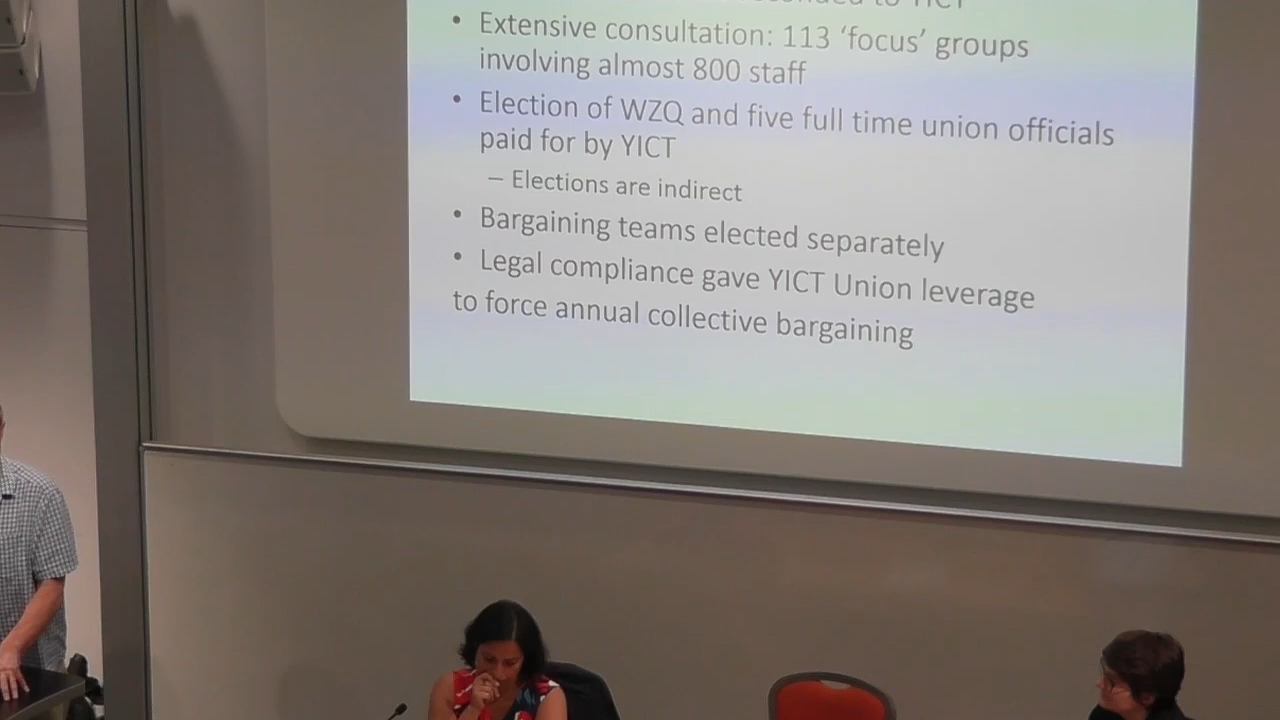 to YICT
• Extensive consultation: 113 ‘focus’ groups
involving almost 800 staff
• Election of WZQ and five full time union officials
paid for by YICT
– Elections are indirect
• Bargaining teams elected separately
• Legal compliance gave YICT Union leverage
to force annual collective bargaining